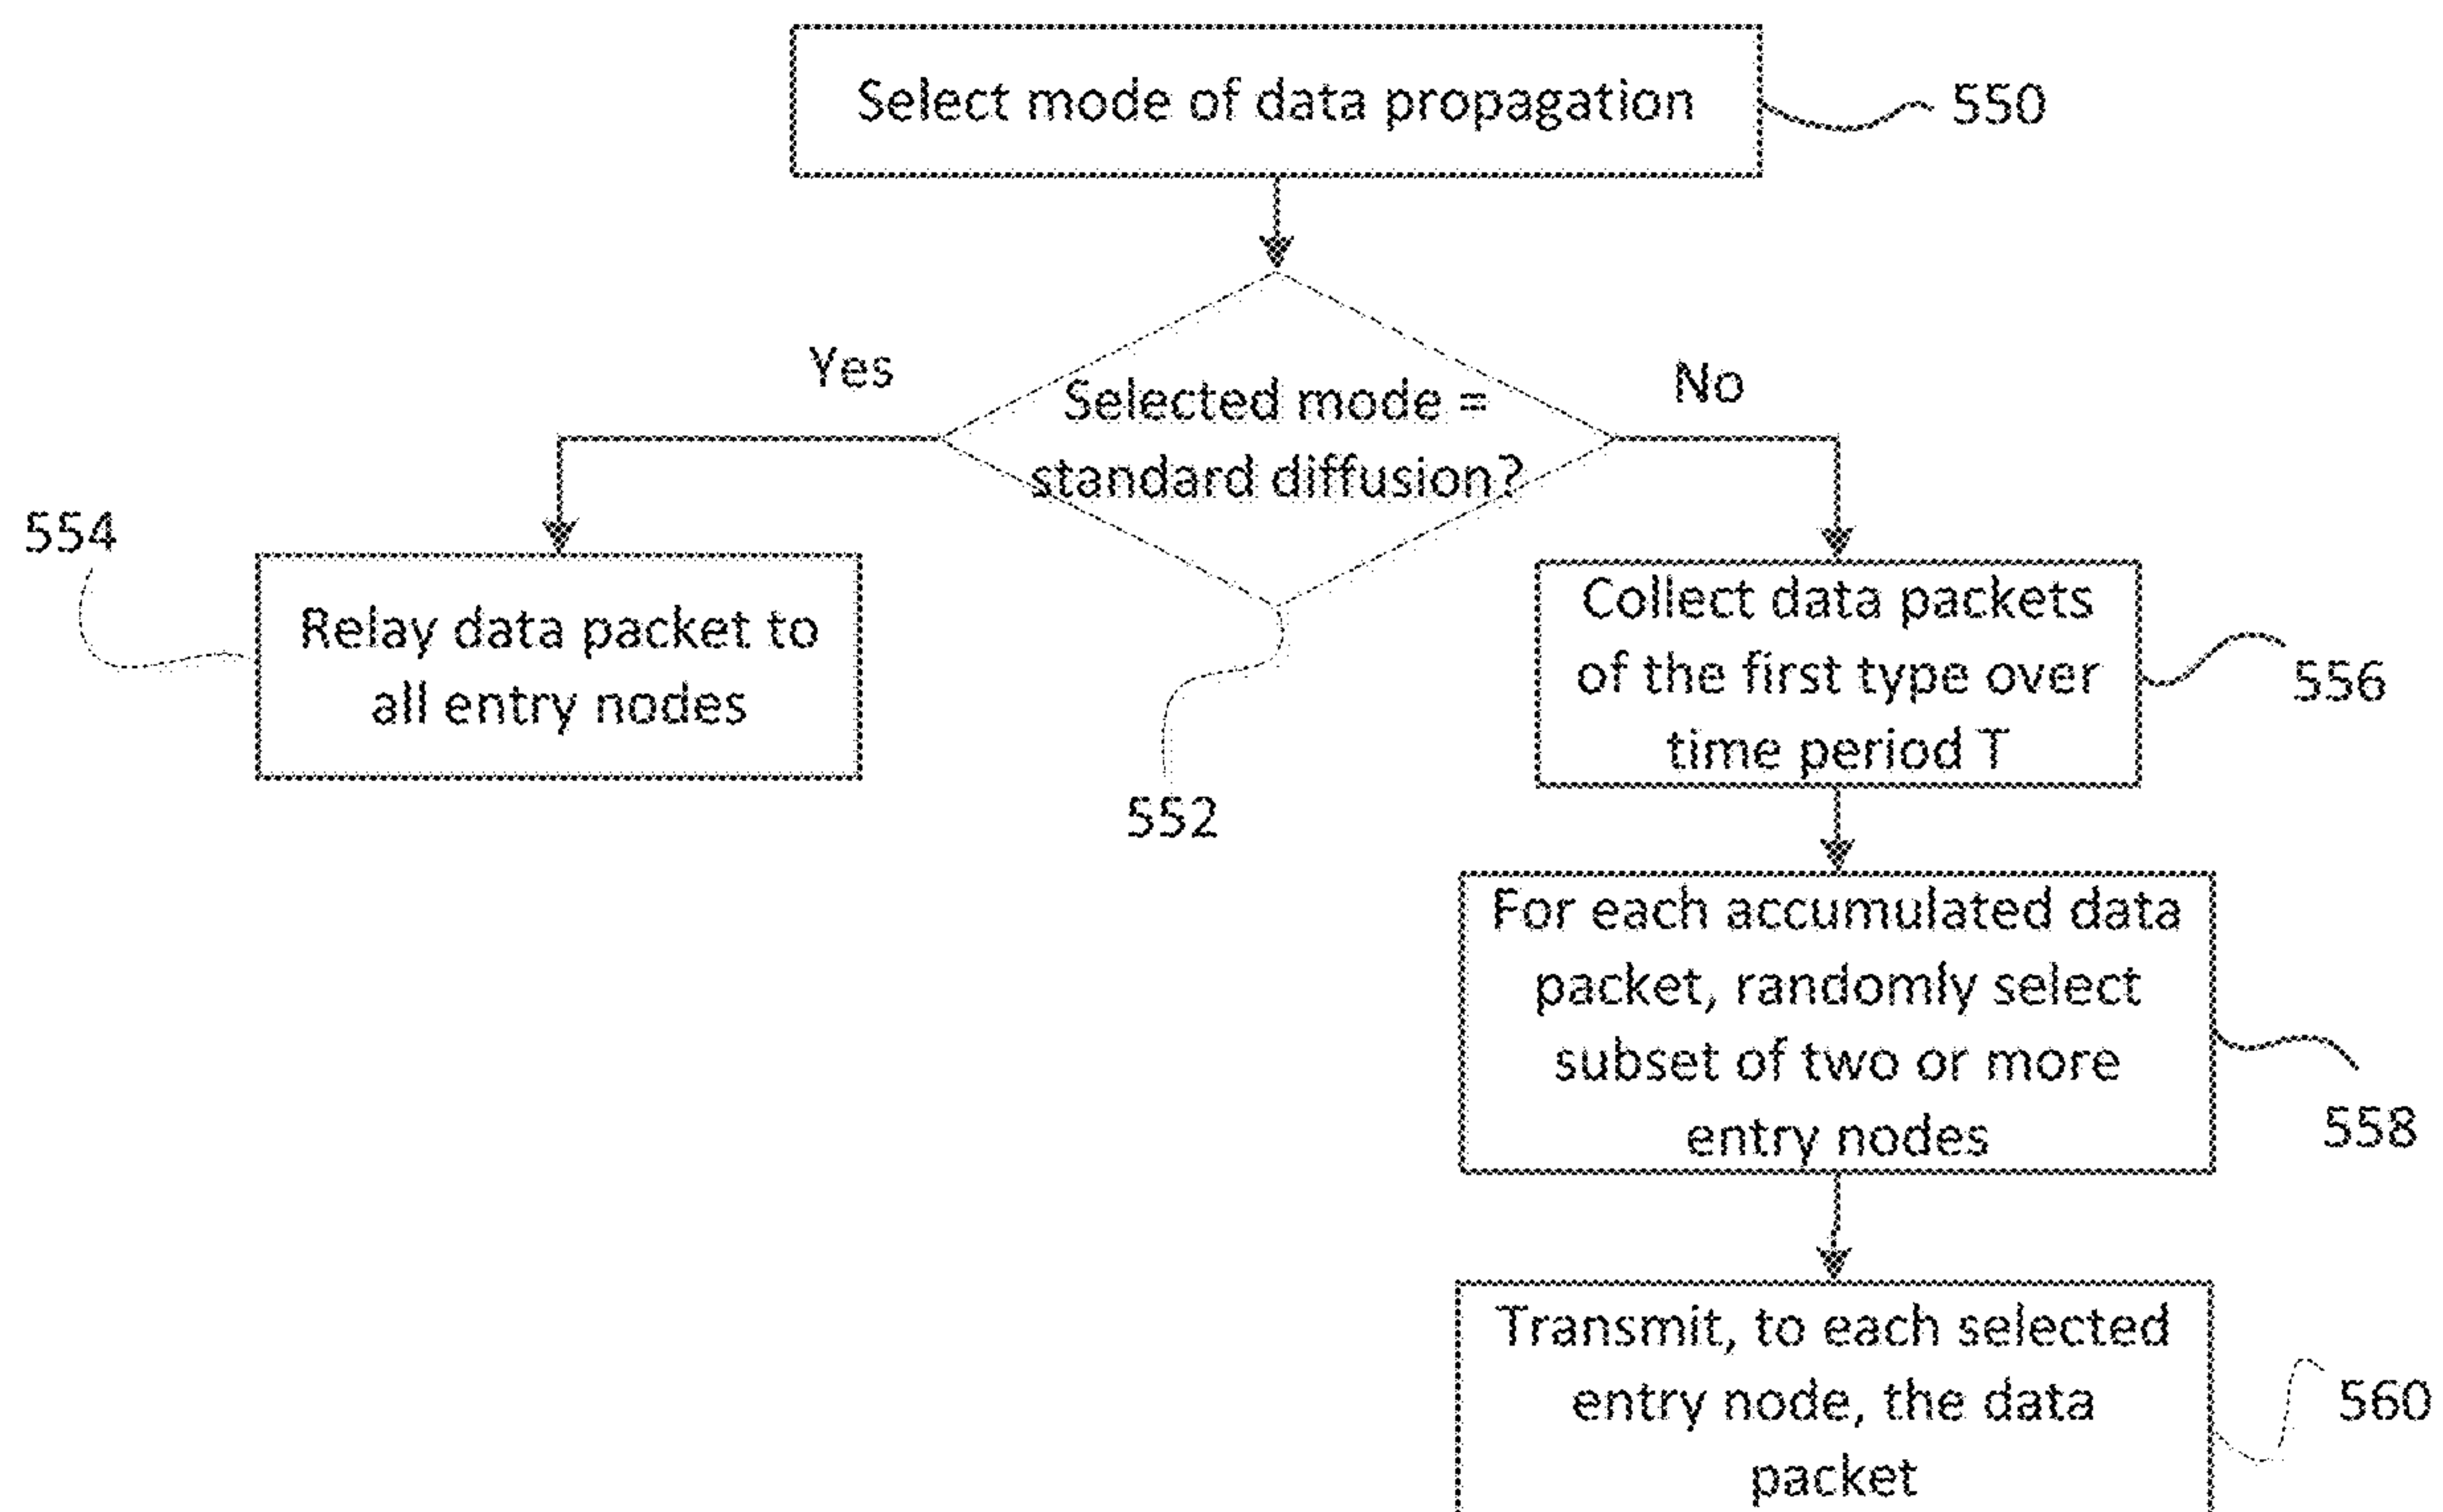 Select mode of data propagation
550
Yes
Selected mode =
standard diffusion?
No
554
Relay data packet to
all entry nodes
552
Collect data packets
of the first type over
time period T
556
For each accumulated data
packet, randomly select
subset of two or more
entry nodes
558
Transmit, to each selected
entry node, the data
packet
560